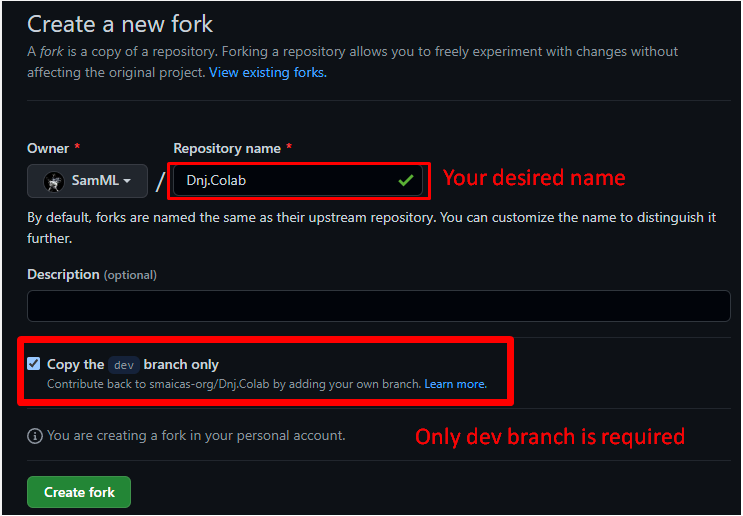 Create a new fork
A fork is a copy of a repository. Forking a repository allows you to freely experiment with changes without
affecting the original project. View existing forks.
Owner * Repository name *
SamML / Dnj.Colab Your desired name
By default, forks are named the same as their upstream repository. You can customize the name to distinguish it
further.
Description (optional)
Copy the dev branch only
Contribute back to smaicas-org/Dnj.Colab by adding your own branch. Learn more.
You are creating a fork in your personal account. Only dev branch is required
Create fork